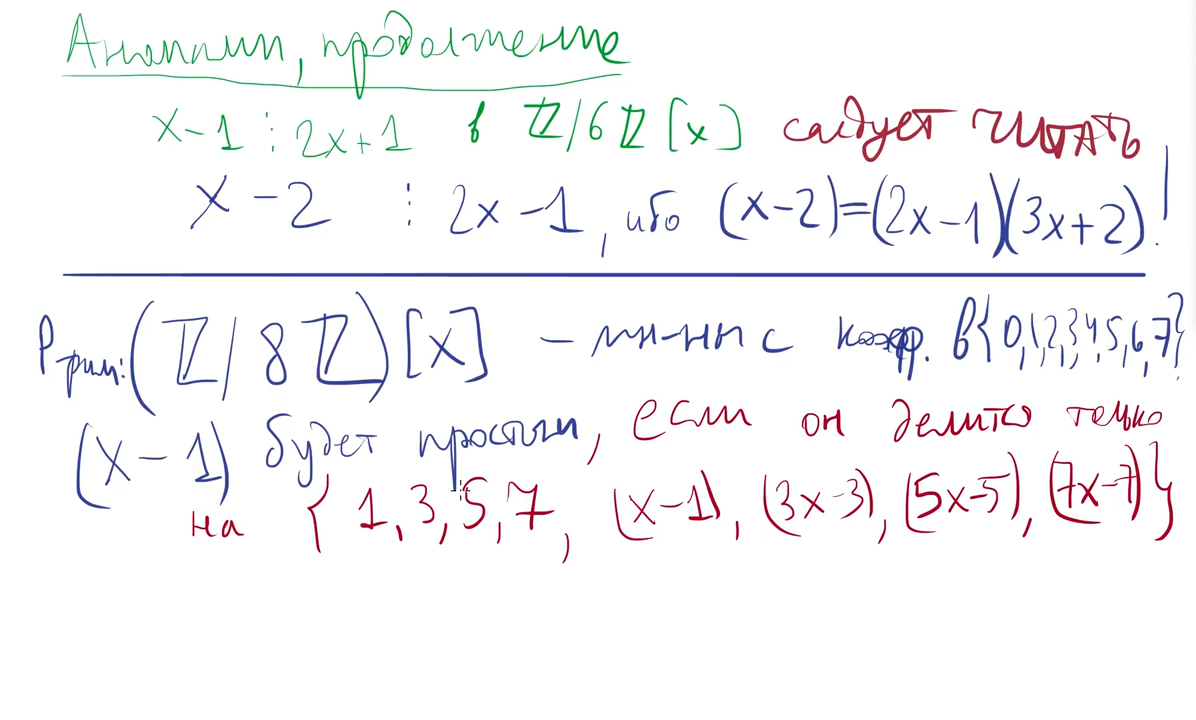 Аномалии, продолжение
x-1 ⋮ 2x+1 в ℤ/6ℤ[x] следует читать
x-2 ⋮ 2x-1, ибо (x-2)=(2x-1)(3x+2)!
Prим: (ℤ/8ℤ)[x] - мн-ны с коэфф. в {0,1,2,3,4,5,6,7}
(x-1) будет простым, если он делится только
на {1,3,5,7, (x-1), (3x-3), (5x-5), (7x-7)}